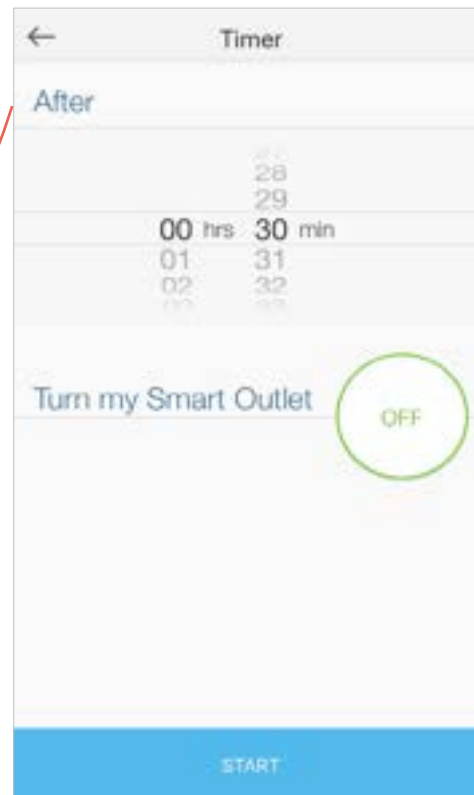 Timer
After
28
29
00 hrs 30 min
01 31
02 32
Turn my Smart Outlet
OFF
START